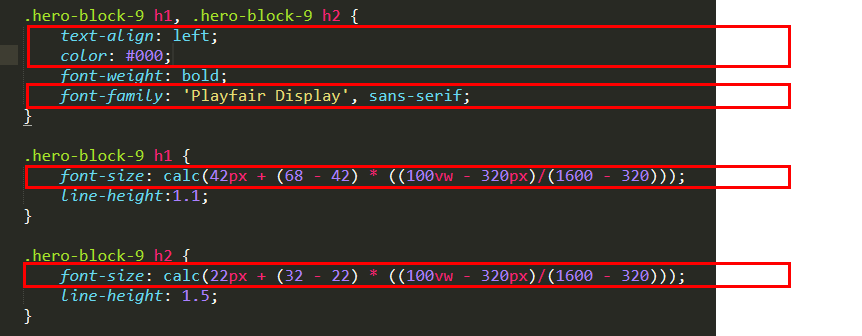 .hero-block-9 h1, .hero-block-9 h2 {
text-align: left;
color: #000;
font-weight: bold;
font-family: 'Playfair Display', sans-serif;
}
.hero-block-9 h1 {
font-size: calc(42px + (68 - 42) * ((100vw - 320px)/(1600 - 320)));
line-height:1.1;
}
.hero-block-9 h2 {
font-size: calc(22px + (32 - 22) * ((100vw - 320px)/(1600 - 320)));
line-height: 1.5;
}